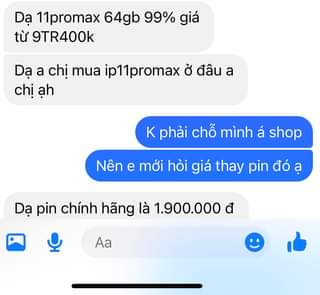 Dạ 11promax 64gb 99% giá
từ 9TR400k
Dạ a chị mua ip11promax ở đâu a
chị ạh
K phải chỗ mình á shop
Nên e mới hỏi giá thay pin đó ạ
Dạ pin chính hãng là 1.900.000 đ
Aa